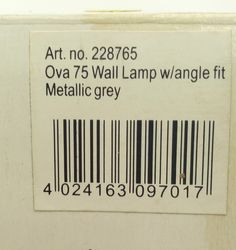 Art. no. 228765
Ova 75 Wall Lamp w/angle fit
Metallic grey
4 024163 097017